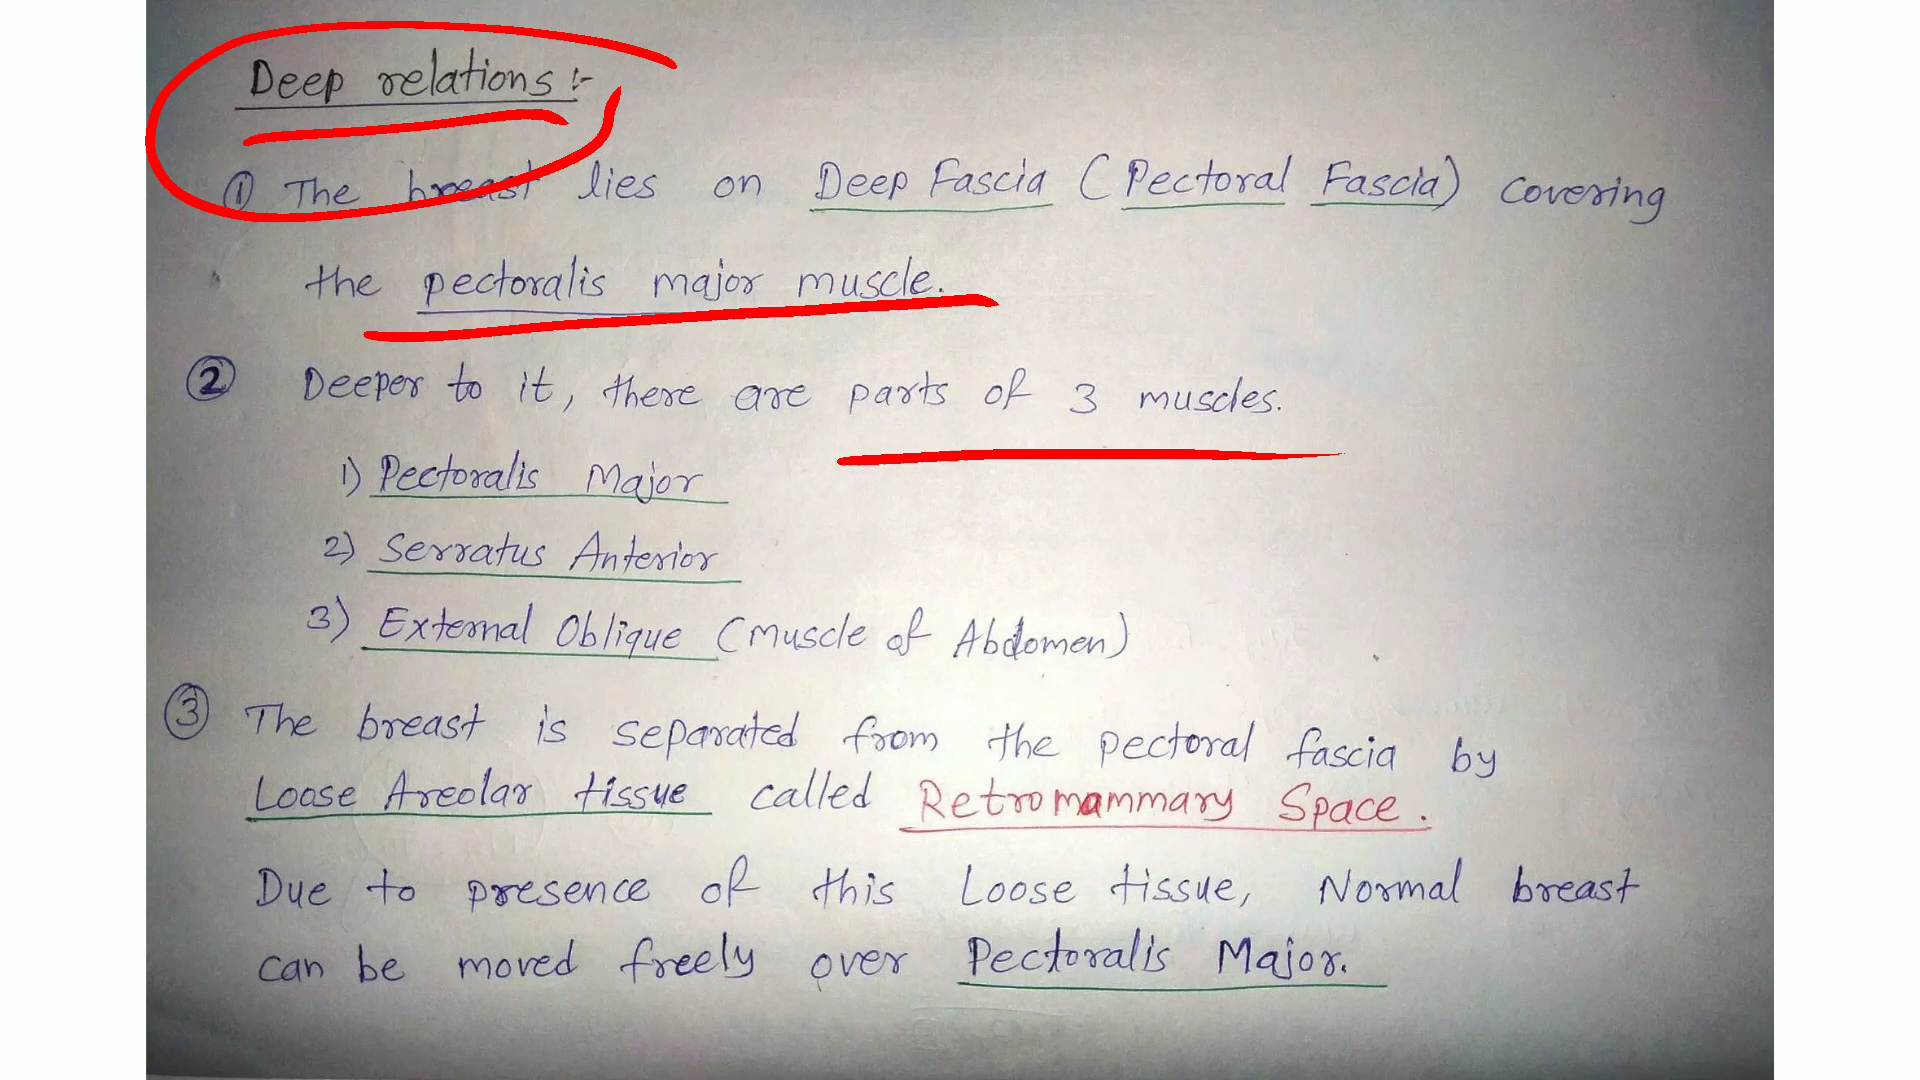 Deep relations :-
① The breast lies on Deep Fascia (Pectoral Fascia) covering
the pectoralis major muscle.
② Deeper to it, there are parts of 3 muscles.
1) Pectoralis Major
2) Serratus Anterior
3) External Oblique (Muscle of Abdomen)
③ The breast is separated from the pectoral fascia by
Loose Areolar tissue called Retromammary Space.
Due to presence of this Loose tissue, Normal breast
can be moved freely over Pectoralis Major.